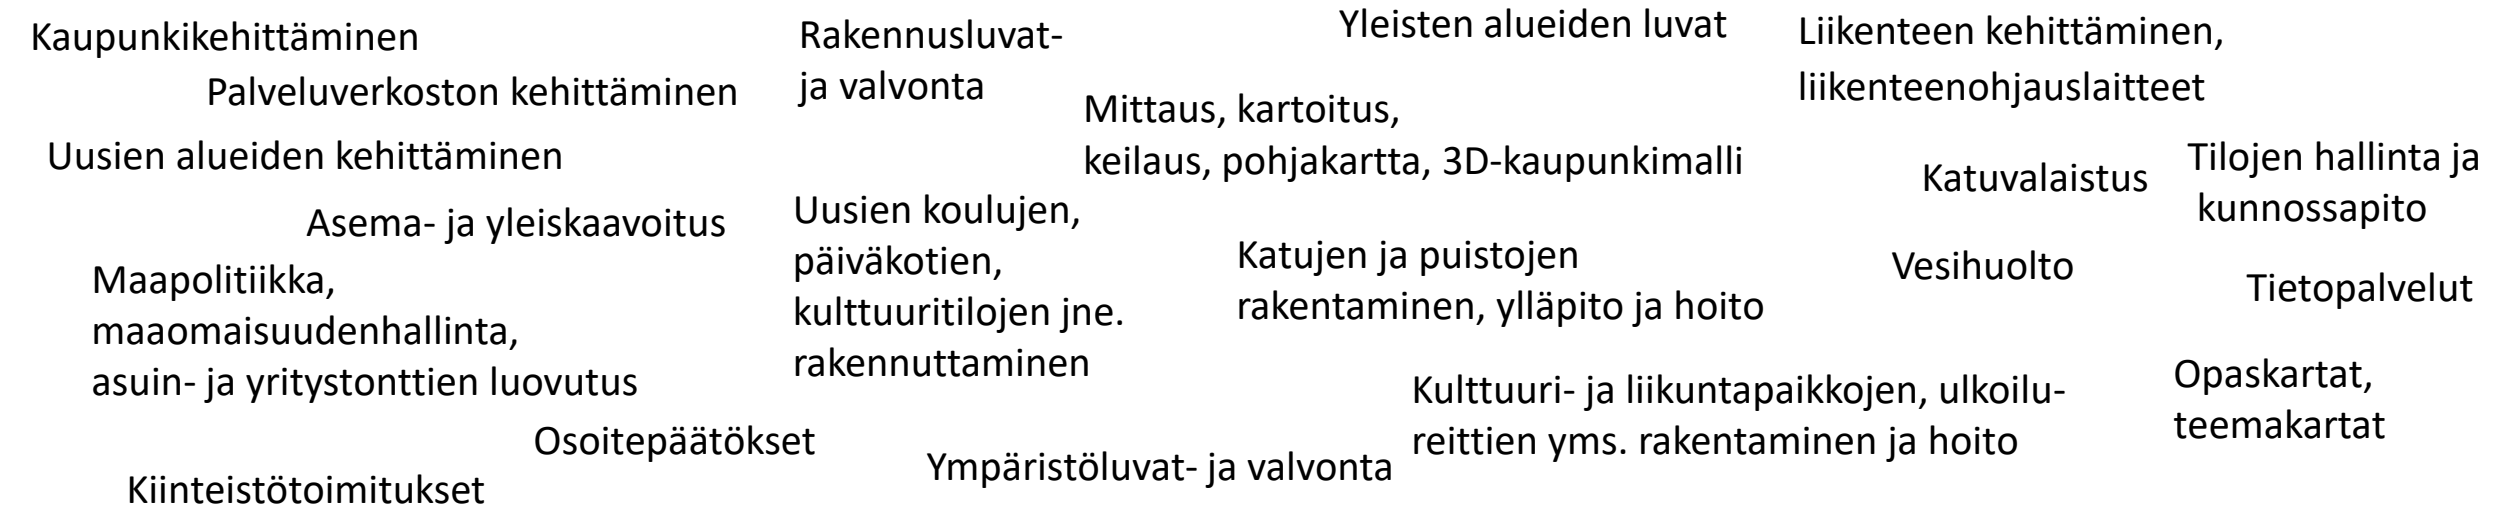 Kaupunkikehittäminen
Palveluverkoston kehittäminen
Uusien alueiden kehittäminen
Asema- ja yleiskaavoitus
Maapolitiikka,
maaomaisuudenhallinta,
asuin- ja yritystonttien luovutus
Osoitepäätökset
Kiinteistötoimitukset
Rakennusluvat-
ja valvonta
Uusien koulujen,
päiväkotien,
kulttuuritilojen jne.
rakennuttaminen
Ympäristöluvat- ja valvonta
Yleisten alueiden luvat
Mittaus, kartoitus,
keilaus, pohjakartta, 3D-kaupunkimalli
Katujen ja puistojen
rakentaminen, ylläpito ja hoito
Kulttuuri- ja liikuntapaikkojen, ulkoilu-
reittien yms. rakentaminen ja hoito
Liikenteen kehittäminen,
liikenteenohjauslaitteet
Katuvalaistus
Vesihuolto
Tilojen hallinta ja
kunnossapito
Tietopalvelut
Opaskartat,
teemakartat